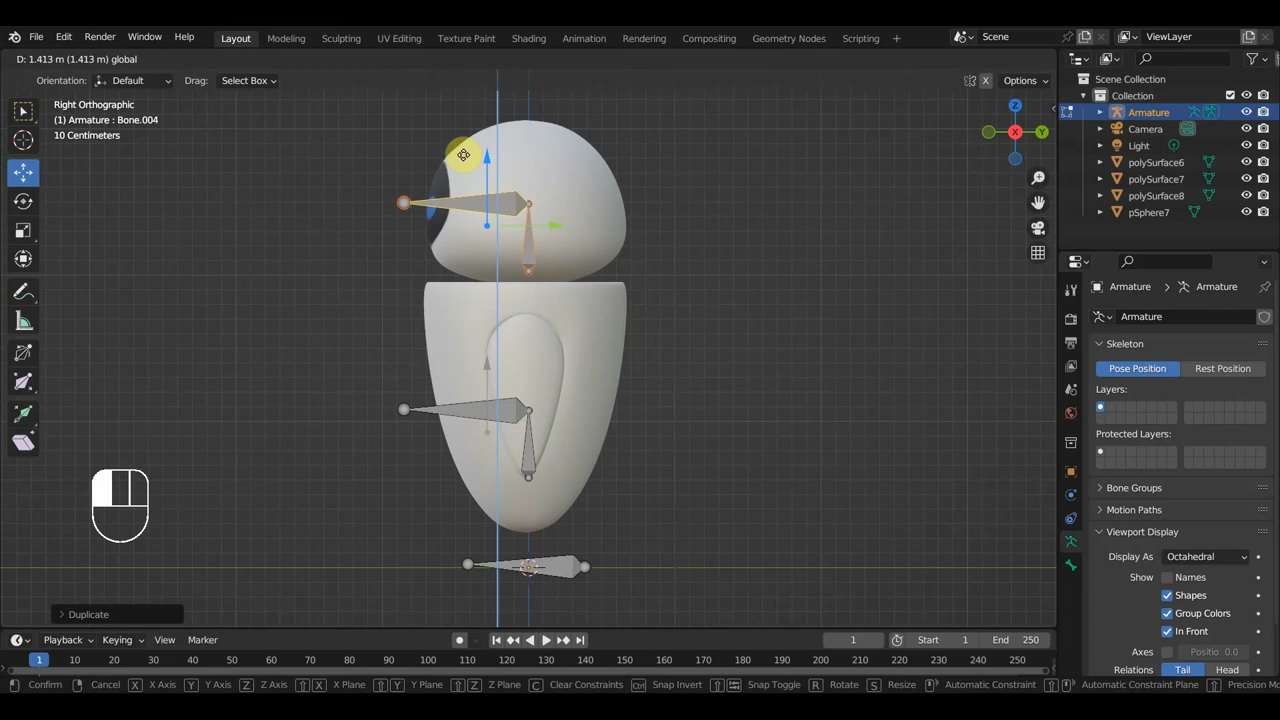 File Edit Render Window Help Layout Modeling Sculpting UV Editing Texture Paint Shading Animation Rendering Compositing Geometry Nodes Scripting + Scene ViewLayer
D: 1.413 m (1.413 m) global
Orientation: Default Drag: Select Box X Options
Right Orthographic
(1) Armature : Bone.004
10 Centimeters
Z
Y
X
Scene Collection
Collection
Armature
Camera
Light
polySurface6
polySurface7
polySurface8
pSphere7
Armature > Armature
Armature
Skeleton
Pose Position Rest Position
Layers:
Protected Layers:
Bone Groups
Motion Paths
Viewport Display
Display As Octahedral
Show Names
Shapes
Group Colors
In Front
Axes Positio 0.0
Relations Tail Head
> Duplicate
Playback Keying View Marker 1 Start 1 End 250
1 10 20 30 40 50 60 70 80 90 100 110 120 130 140 150 160 170 180 190 200 210 220 230 240 250
Confirm Cancel X X Axis Y Y Axis Z Z Axis X X Plane Y Y Plane Z Z Plane C Clear Constraints Ctrl Snap Invert Snap Toggle R Rotate S Resize Automatic Constraint Automatic Constraint Plane Precision Mode